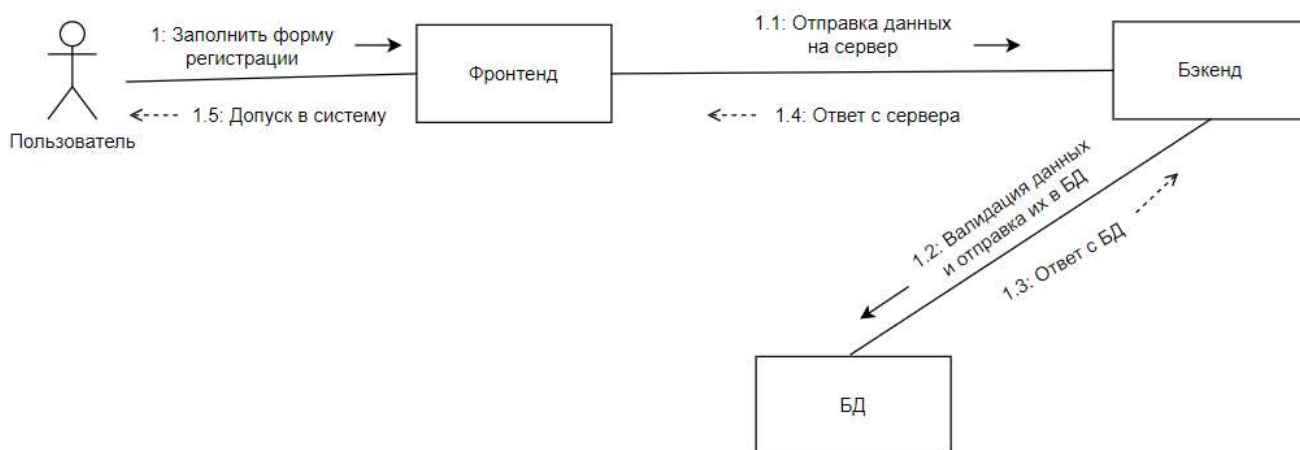 1: Заполнить форму
регистрации
1.1: Отправка данных
на сервер
Фронтенд
Бэкенд
1.5: Допуск в систему
1.4: Ответ с сервера
Пользователь
1.2: Валидация данных
и отправка их в БД
1.3: Ответ с БД
БД